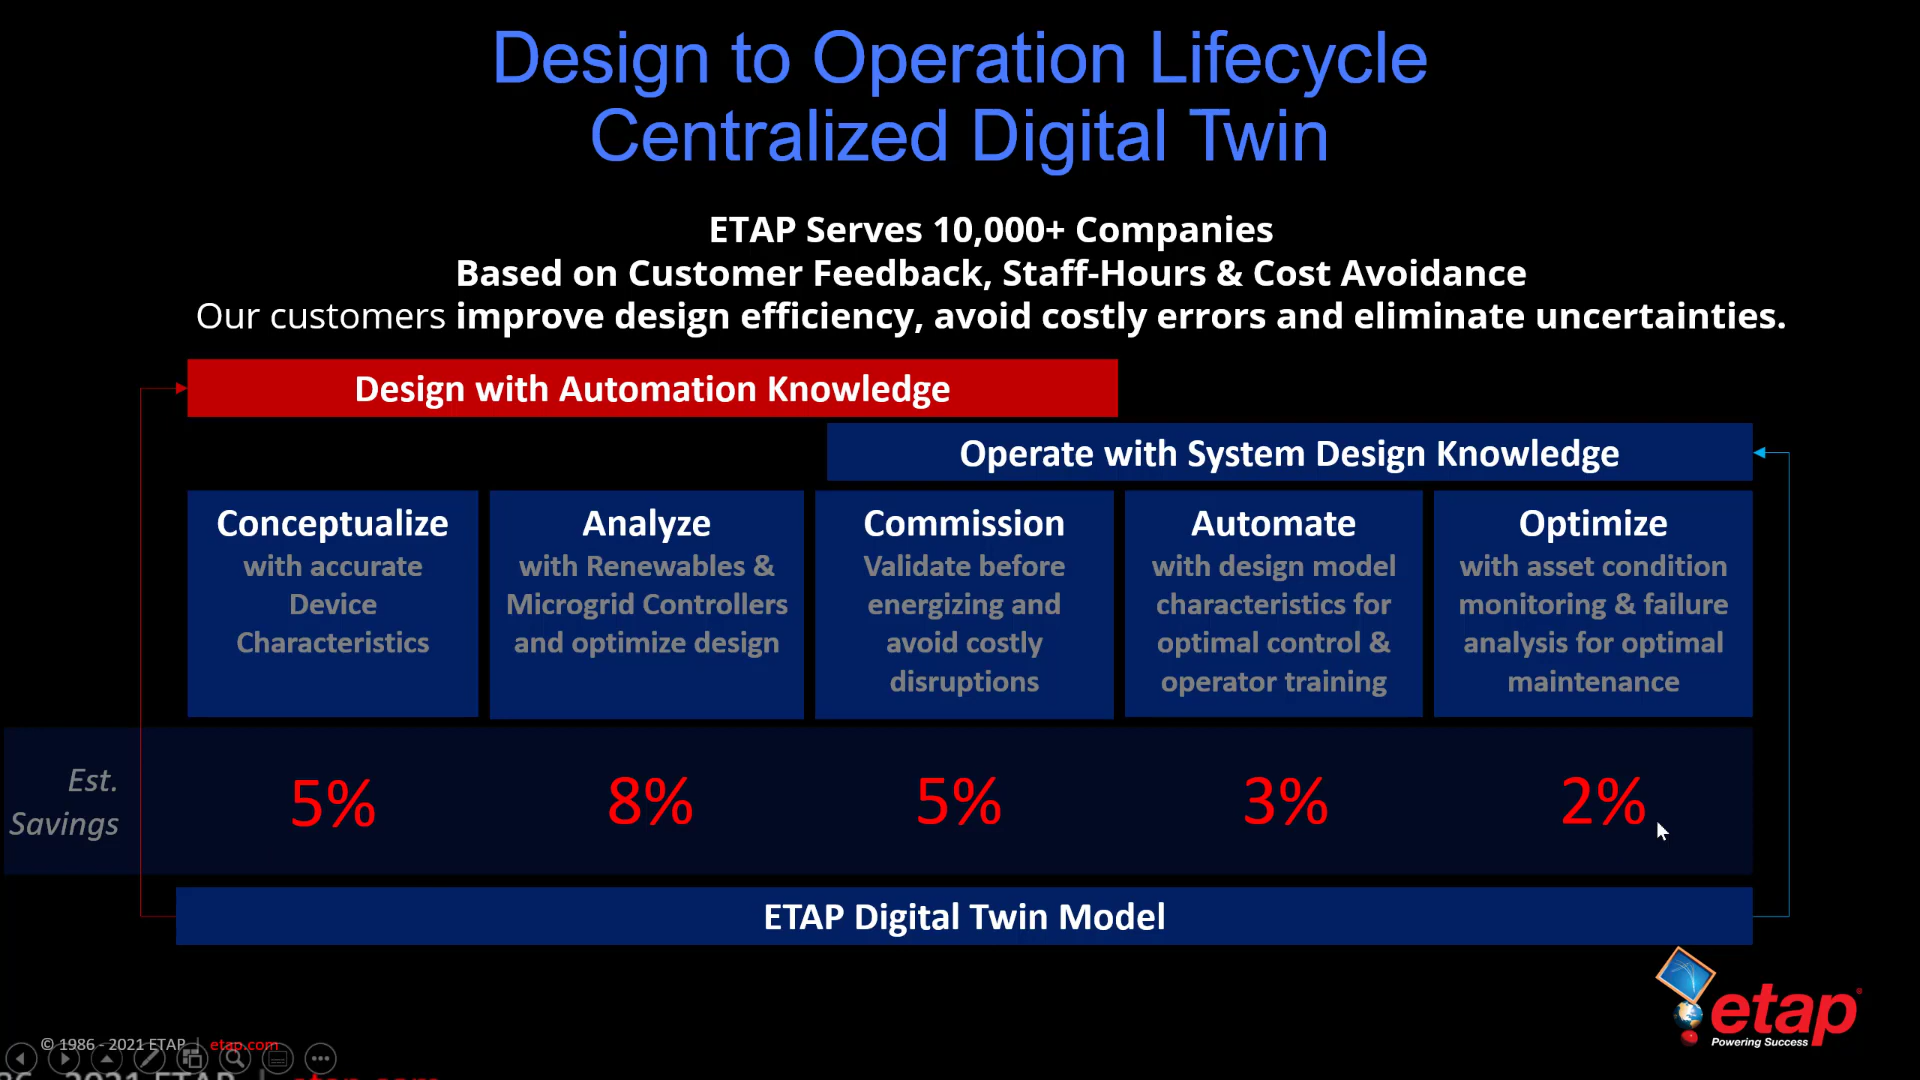 Design to Operation Lifecycle
Centralized Digital Twin
ETAP Serves 10,000+ Companies
Based on Customer Feedback, Staff-Hours & Cost Avoidance
Our customers improve design efficiency, avoid costly errors and eliminate uncertainties.
Design with Automation Knowledge
Operate with System Design Knowledge
Conceptualize
with accurate
Device
Characteristics
Analyze
with Renewables &
Microgrid Controllers
and optimize design
Commission
Validate before
energizing and
avoid costly
disruptions
Automate
with design model
characteristics for
optimal control &
operator training
Optimize
with asset condition
monitoring & failure
analysis for optimal
maintenance
Est.
Savings
5%
8%
5%
3%
2%
ETAP Digital Twin Model
etap
Powering Success
© 1986 - 2021 ETAP | etap.com